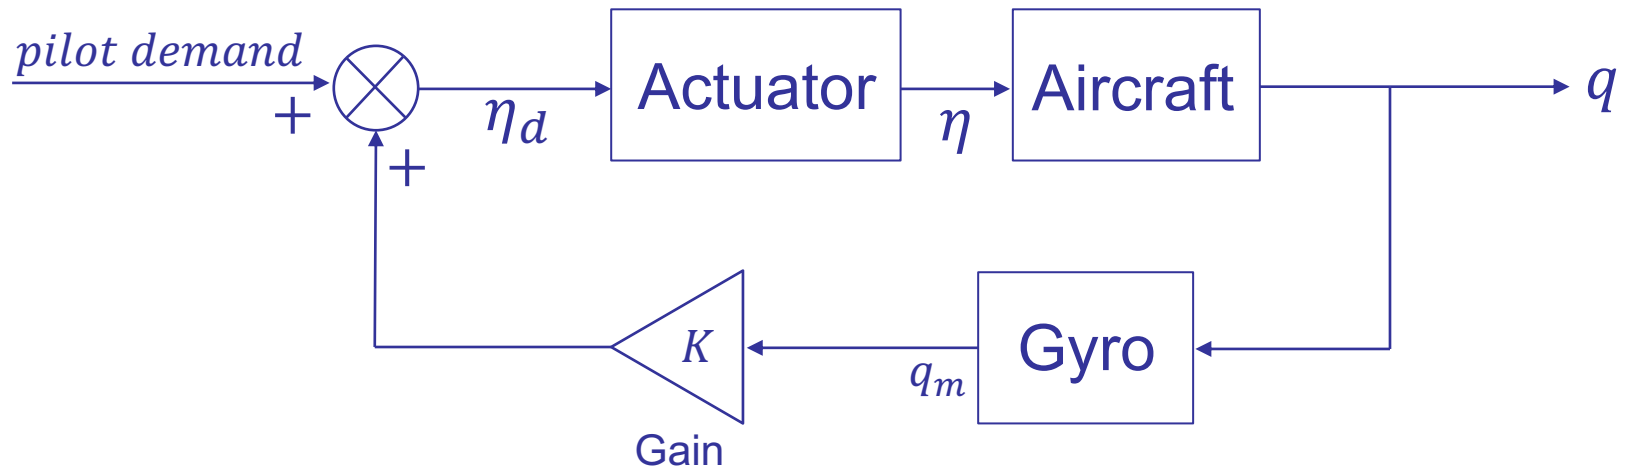 pilot demand
+
+
η_d
Actuator
η
Aircraft
q
K
Gain
q_m
Gyro